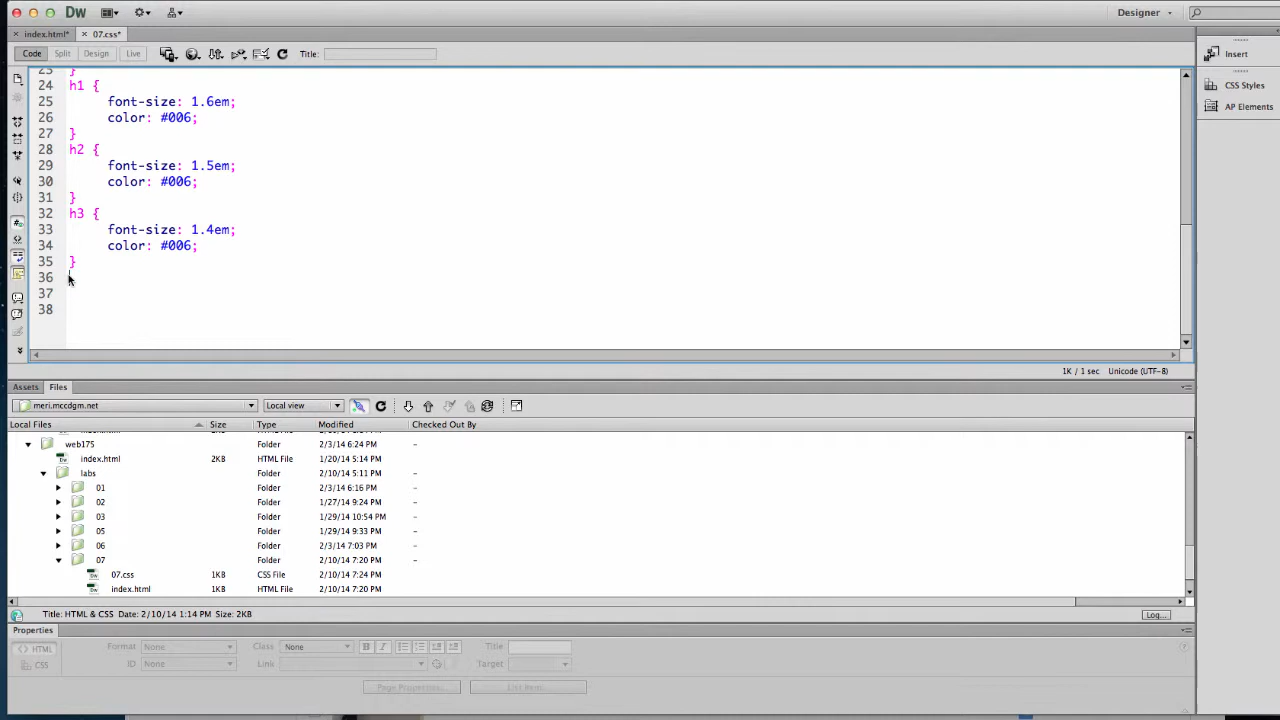 Dw Designer
index.html* 07.css*
Code Split Design Live Title:
Insert
CSS Styles
AP Elements
23 }
24 h1 {
25 font-size: 1.6em;
26 color: #006;
27 }
28 h2 {
29 font-size: 1.5em;
30 color: #006;
31 }
32 h3 {
33 font-size: 1.4em;
34 color: #006;
35 }
36
37
38
1K / 1 sec Unicode (UTF-8)
Assets Files
meri.mccdgm.net Local view
Local Files Size Type Modified Checked Out By
web175 Folder 2/3/14 6:24 PM -
index.html 2KB HTML File 1/20/14 5:14 PM
labs Folder 2/10/14 5:11 PM -
01 Folder 2/3/14 6:16 PM -
02 Folder 1/27/14 9:24 PM -
03 Folder 1/29/14 10:54 PM -
05 Folder 1/29/14 9:33 PM -
06 Folder 2/3/14 7:03 PM -
07 Folder 2/10/14 7:20 PM -
07.css 1KB CSS File 2/10/14 7:24 PM
index.html 1KB HTML File 2/10/14 7:20 PM
Title: HTML & CSS Date: 2/10/14 1:14 PM Size: 2KB Log...
Properties
<> HTML Format None Class None B I Title
CSS ID None Link Target
Page Properties... List Item...